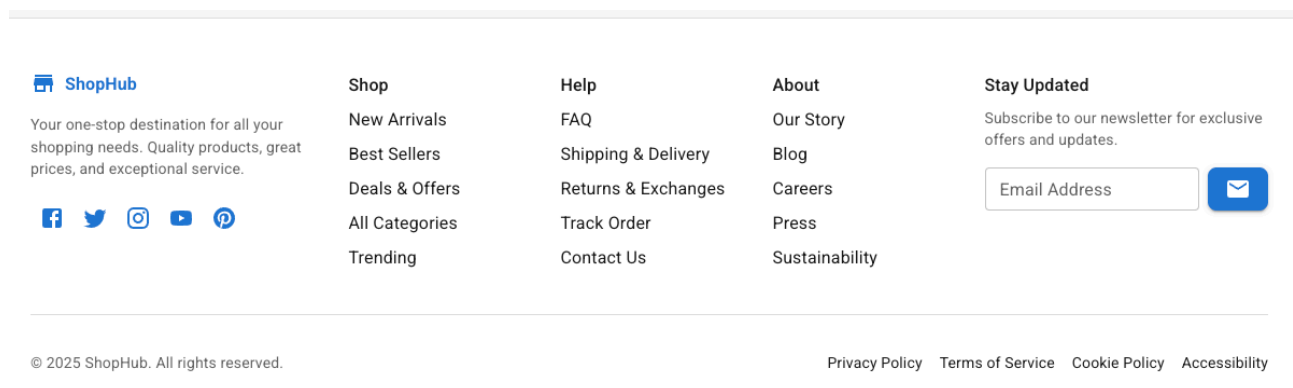 ShopHub
Your one-stop destination for all your
shopping needs. Quality products, great
prices, and exceptional service.
Shop
New Arrivals
Best Sellers
Deals & Offers
All Categories
Trending
Help
FAQ
Shipping & Delivery
Returns & Exchanges
Track Order
Contact Us
About
Our Story
Blog
Careers
Press
Sustainability
Stay Updated
Subscribe to our newsletter for exclusive
offers and updates.
Email Address
© 2025 ShopHub. All rights reserved.
Privacy Policy Terms of Service Cookie Policy Accessibility